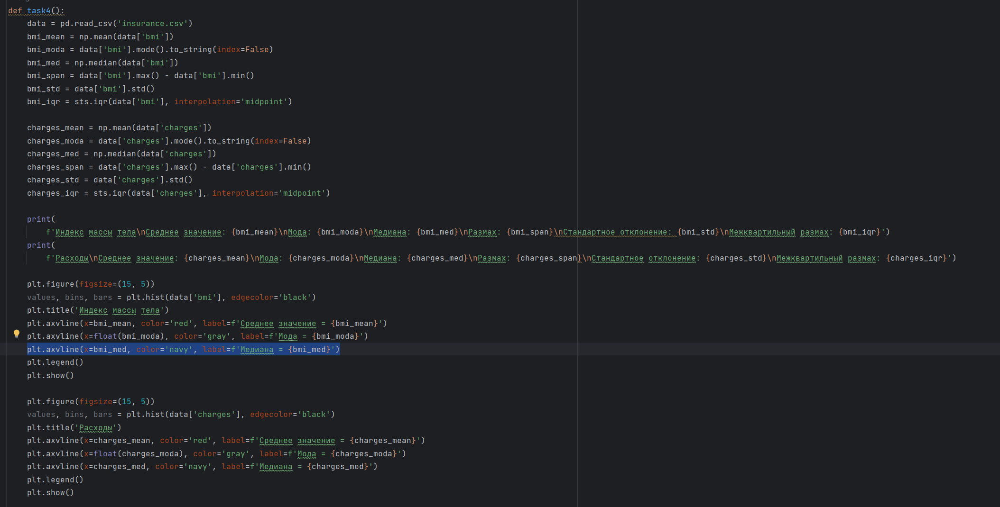 def task4():
    data = pd.read_csv('insurance.csv')
    bmi_mean = np.mean(data['bmi'])
    bmi_moda = data['bmi'].mode().to_string(index=False)
    bmi_med = np.median(data['bmi'])
    bmi_span = data['bmi'].max() - data['bmi'].min()
    bmi_std = data['bmi'].std()
    bmi_iqr = sts.iqr(data['bmi'], interpolation='midpoint')

    charges_mean = np.mean(data['charges'])
    charges_moda = data['charges'].mode().to_string(index=False)
    charges_med = np.median(data['charges'])
    charges_span = data['charges'].max() - data['charges'].min()
    charges_std = data['charges'].std()
    charges_iqr = sts.iqr(data['charges'], interpolation='midpoint')

    print(
        f'Индекс массы тела\nСреднее значение: {bmi_mean}\nМода: {bmi_moda}\nМедиана: {bmi_med}\nРазмах: {bmi_span}\nСтандартное отклонение: {bmi_std}\nМежквартильный размах: {bmi_iqr}')
    print(
        f'Расходы\nСреднее значение: {charges_mean}\nМода: {charges_moda}\nМедиана: {charges_med}\nРазмах: {charges_span}\nСтандартное отклонение: {charges_std}\nМежквартильный размах: {charges_iqr}')

    plt.figure(figsize=(15, 5))
    values, bins, bars = plt.hist(data['bmi'], edgecolor='black')
    plt.title('Индекс массы тела')
    plt.axvline(x=bmi_mean, color='red', label=f'Среднее значение = {bmi_mean}')
    plt.axvline(x=float(bmi_moda), color='gray', label=f'Мода = {bmi_moda}')
    plt.axvline(x=bmi_med, color='navy', label=f'Медиана = {bmi_med}')
    plt.legend()
    plt.show()

    plt.figure(figsize=(15, 5))
    values, bins, bars = plt.hist(data['charges'], edgecolor='black')
    plt.title('Расходы')
    plt.axvline(x=charges_mean, color='red', label=f'Среднее значение = {charges_mean}')
    plt.axvline(x=float(charges_moda), color='gray', label=f'Мода = {charges_moda}')
    plt.axvline(x=charges_med, color='navy', label=f'Медиана = {charges_med}')
    plt.legend()
    plt.show()